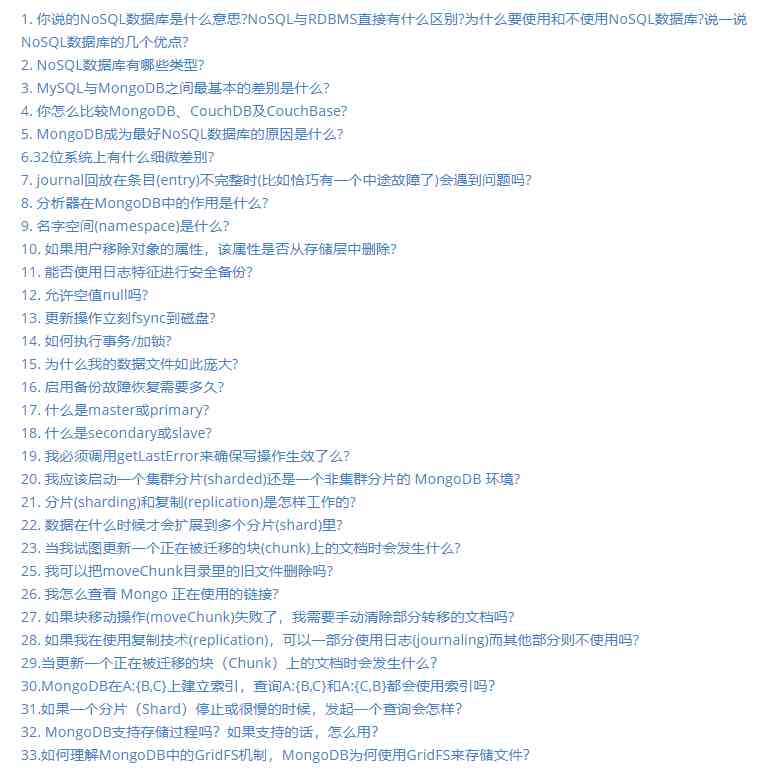 1. 你说的NoSQL数据库是什么意思?NoSQL与RDBMS直接有什么区别?为什么要使用和不使用NoSQL数据库?说一说
NoSQL数据库的几个优点?
2. NoSQL数据库有哪些类型?
3. MySQL与MongoDB之间最基本的差别是什么?
4. 你怎么比较MongoDB、CouchDB及CouchBase?
5. MongoDB成为最好NoSQL数据库的原因是什么?
6.32位系统上有什么细微差别?
7. journal回放在条目(entry)不完整时(比如恰巧有一个中途故障了)会遇到问题吗?
8. 分析器在MongoDB中的作用是什么?
9. 名字空间(namespace)是什么?
10. 如果用户移除对象的属性，该属性是否从存储层中删除?
11. 能否使用日志特征进行安全备份?
12. 允许空值null吗?
13. 更新操作立刻fsync到磁盘?
14. 如何执行事务/加锁?
15. 为什么我的数据文件如此庞大?
16. 启用备份故障恢复需要多久?
17. 什么是master或primary?
18. 什么是secondary或slave?
19. 我必须调用getLastError来确保写操作生效了么?
20. 我应该启动一个集群分片(sharded)还是一个非集群分片的 MongoDB 环境?
21. 分片(sharding)和复制(replication)是怎样工作的?
22. 数据在什么时候才会扩展到多个分片(shard)里?
23. 当我试图更新一个正在被迁移的块(chunk)上的文档时会发生什么?
25. 我可以把moveChunk目录里的旧文件删除吗?
26. 我怎么查看 Mongo 正在使用的链接?
27. 如果块移动操作(moveChunk)失败了，我需要手动清除部分转移的文档吗?
28. 如果我在使用复制技术(replication)，可以一部分使用日志(journaling)而其他部分则不使用吗?
29.当更新一个正在被迁移的块（Chunk）上的文档时会发生什么？
30.MongoDB在A:{B,C}上建立索引，查询A:{B,C}和A:{C,B}都会使用索引吗？
31.如果一个分片（Shard）停止或很慢的时候，发起一个查询会怎样？
32. MongoDB支持存储过程吗？如果支持的话，怎么用？
33.如何理解MongoDB中的GridFS机制，MongoDB为何使用GridFS来存储文件？